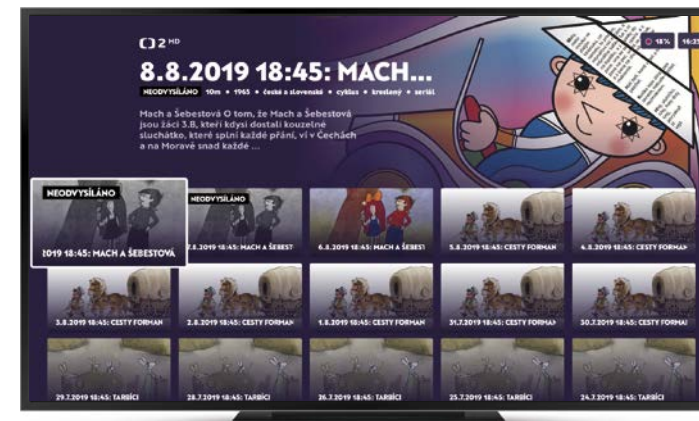 2 HD
18% 16:25
8.8.2019 18:45: MACH...
NEODVYSÍLÁNO 10m • 1965 • české a slovenské • cyklus • kreslený • seriál
Mach a Šebestová O tom, že Mach a Šebestová
jsou žáci 3.B, kteří kdysi dostali kouzelné
sluchátko, které splní každé přání, ví v Čechách
a na Moravě snad každé ...
NEODVYSÍLÁNO
2019 18:45: MACH A ŠEBESTOVÁ
NEODVYSÍLÁNO
7.8.2019 18:45: MACH A ŠEBEST
6.8.2019 18:45: MACH A ŠEBEST
5.8.2019 18:45: CESTY FORMAN
4.8.2019 18:45: CESTY FORMAN
3.8.2019 18:45: CESTY FORMAN
2.8.2019 18:45: CESTY FORMAN
1.8.2019 18:45: CESTY FORMAN
31.7.2019 18:45: CESTY FORMAN
30.7.2019 18:45: CESTY FORMAN
29.7.2019 18:45: TARBÍCI
28.7.2019 18:45: TARBÍCI
26.7.2019 18:45: TARBÍCI
25.7.2019 18:45: TARBÍCI
24.7.2019 18:45: TARBÍCI